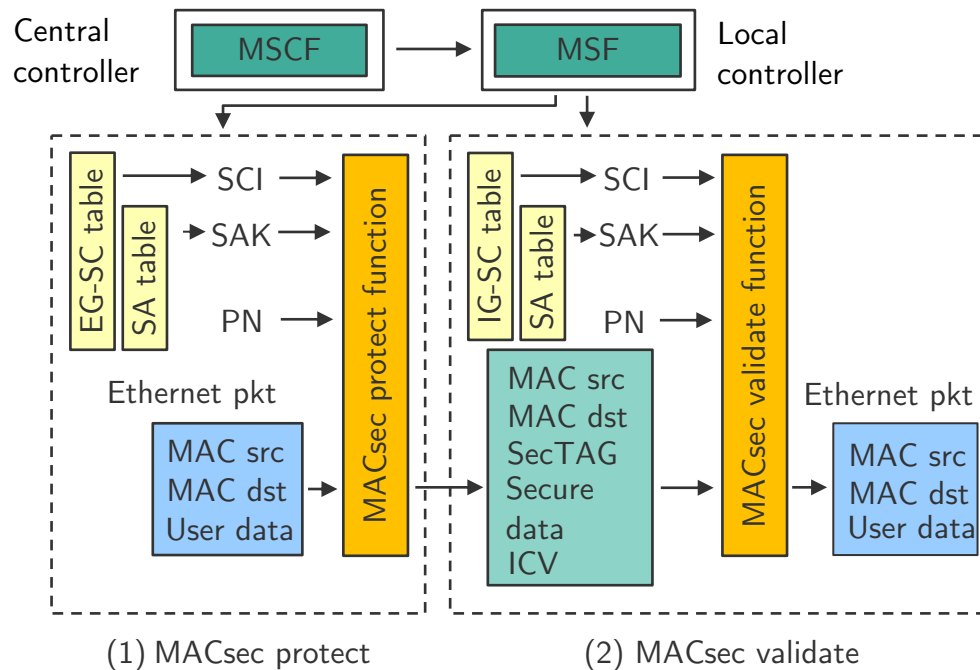 Central
controller
MSCF
MSF
Local
controller
EG-SC table
SA table
SCI
SAK
PN
MACsec protect function
Ethernet pkt
MAC src
MAC dst
User data
(1) MACsec protect
IG-SC table
SA table
SCI
SAK
PN
MACsec validate function
MAC src
MAC dst
SecTAG
Secure
data
ICV
Ethernet pkt
MAC src
MAC dst
User data
(2) MACsec validate